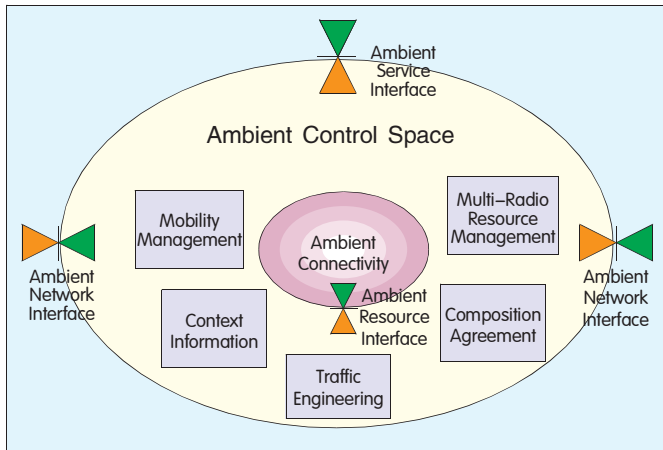 Ambient
Service
Interface
Ambient Control Space
Mobility
Management
Multi–Radio
Resource
Management
Ambient
Connectivity
Ambient
Network
Interface
Ambient
Network
Interface
Ambient
Resource
Interface
Context
Information
Composition
Agreement
Traffic
Engineering